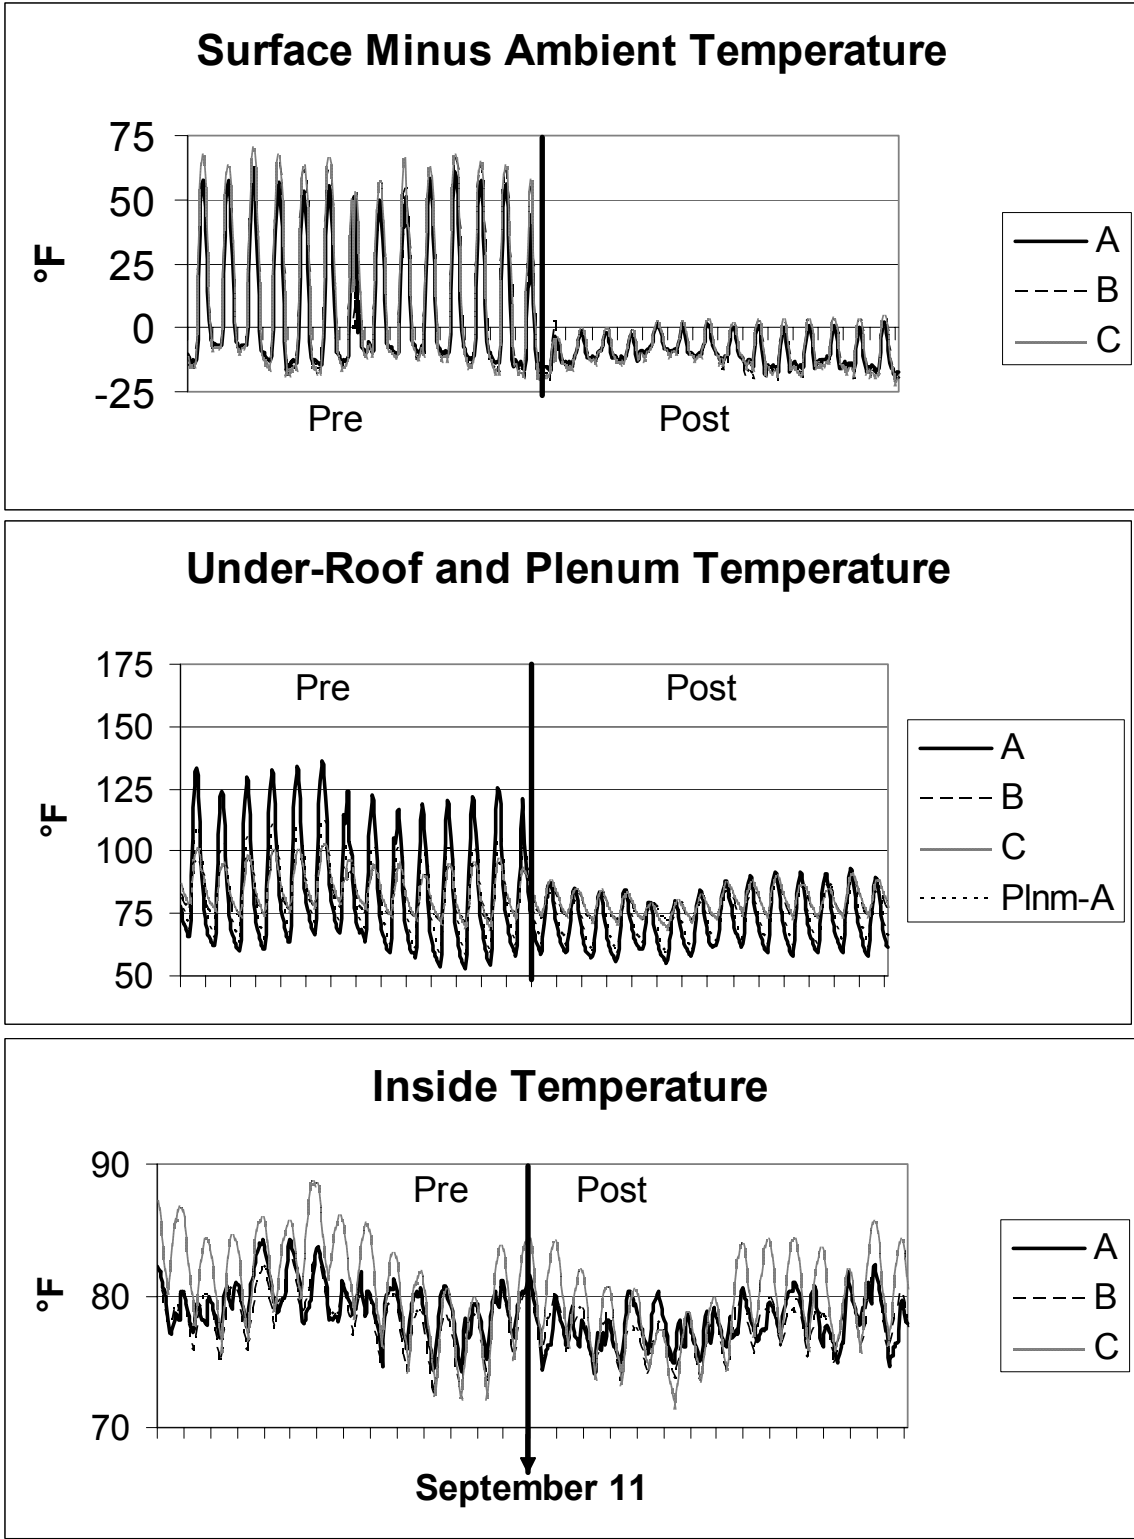 Surface Minus Ambient Temperature
75
50
25
0
-25
°F
Pre
Post
A
B
C
Under-Roof and Plenum Temperature
175
150
125
100
75
50
°F
Pre
Post
A
B
C
Plnm-A
Inside Temperature
90
80
70
°F
Pre
Post
A
B
C
September 11